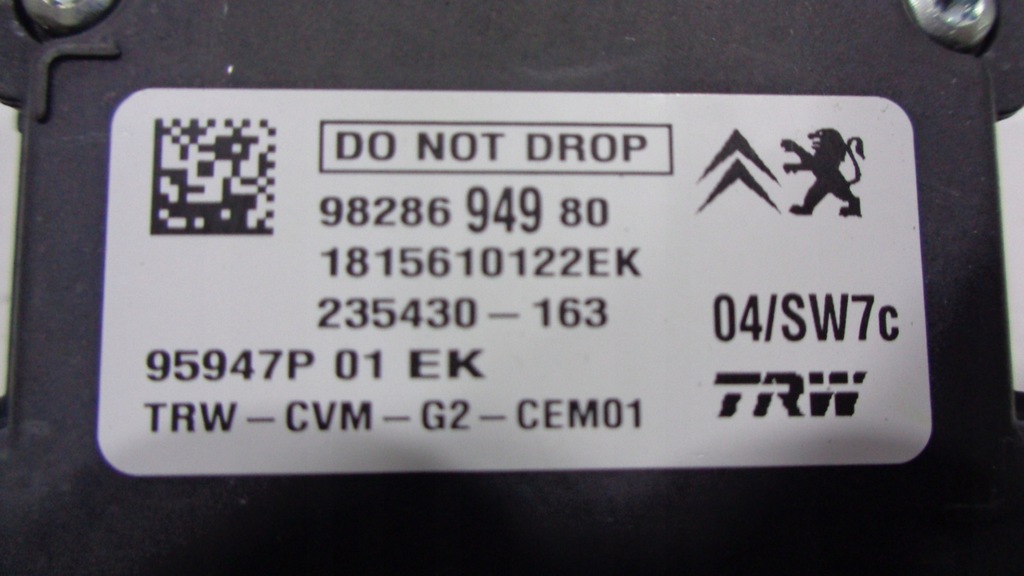 DO NOT DROP
98286 949 80
1815610122EK
235430-163
04/SW7c
95947P 01 EK
TRW-CVM-G2-CEM01
TRW